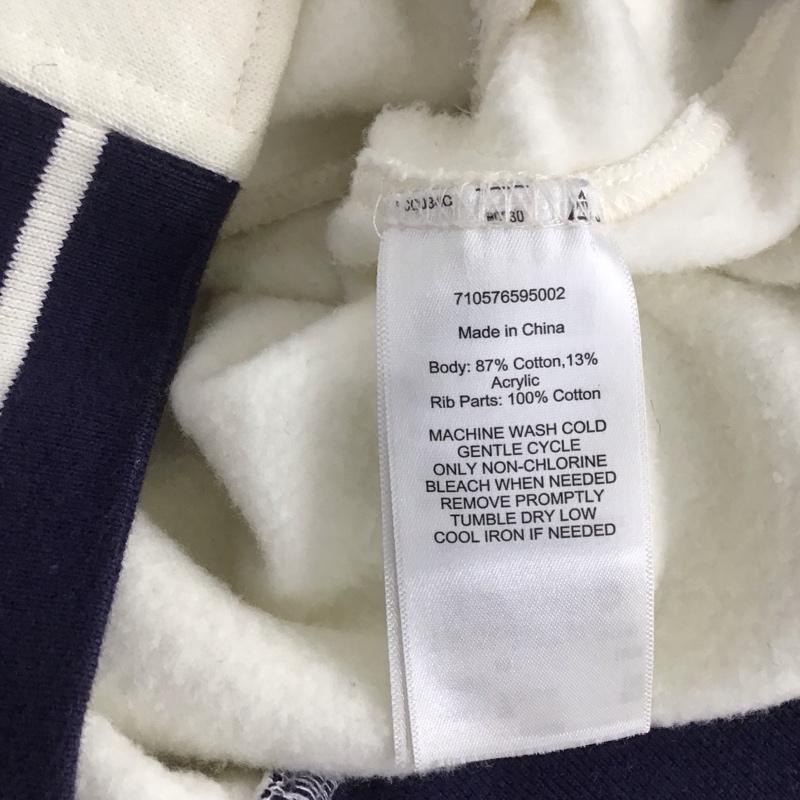 710576595002
Made in China
Body: 87% Cotton,13%
Acrylic
Rib Parts: 100% Cotton
MACHINE WASH COLD
GENTLE CYCLE
ONLY NON-CHLORINE
BLEACH WHEN NEEDED
REMOVE PROMPTLY
TUMBLE DRY LOW
COOL IRON IF NEEDED